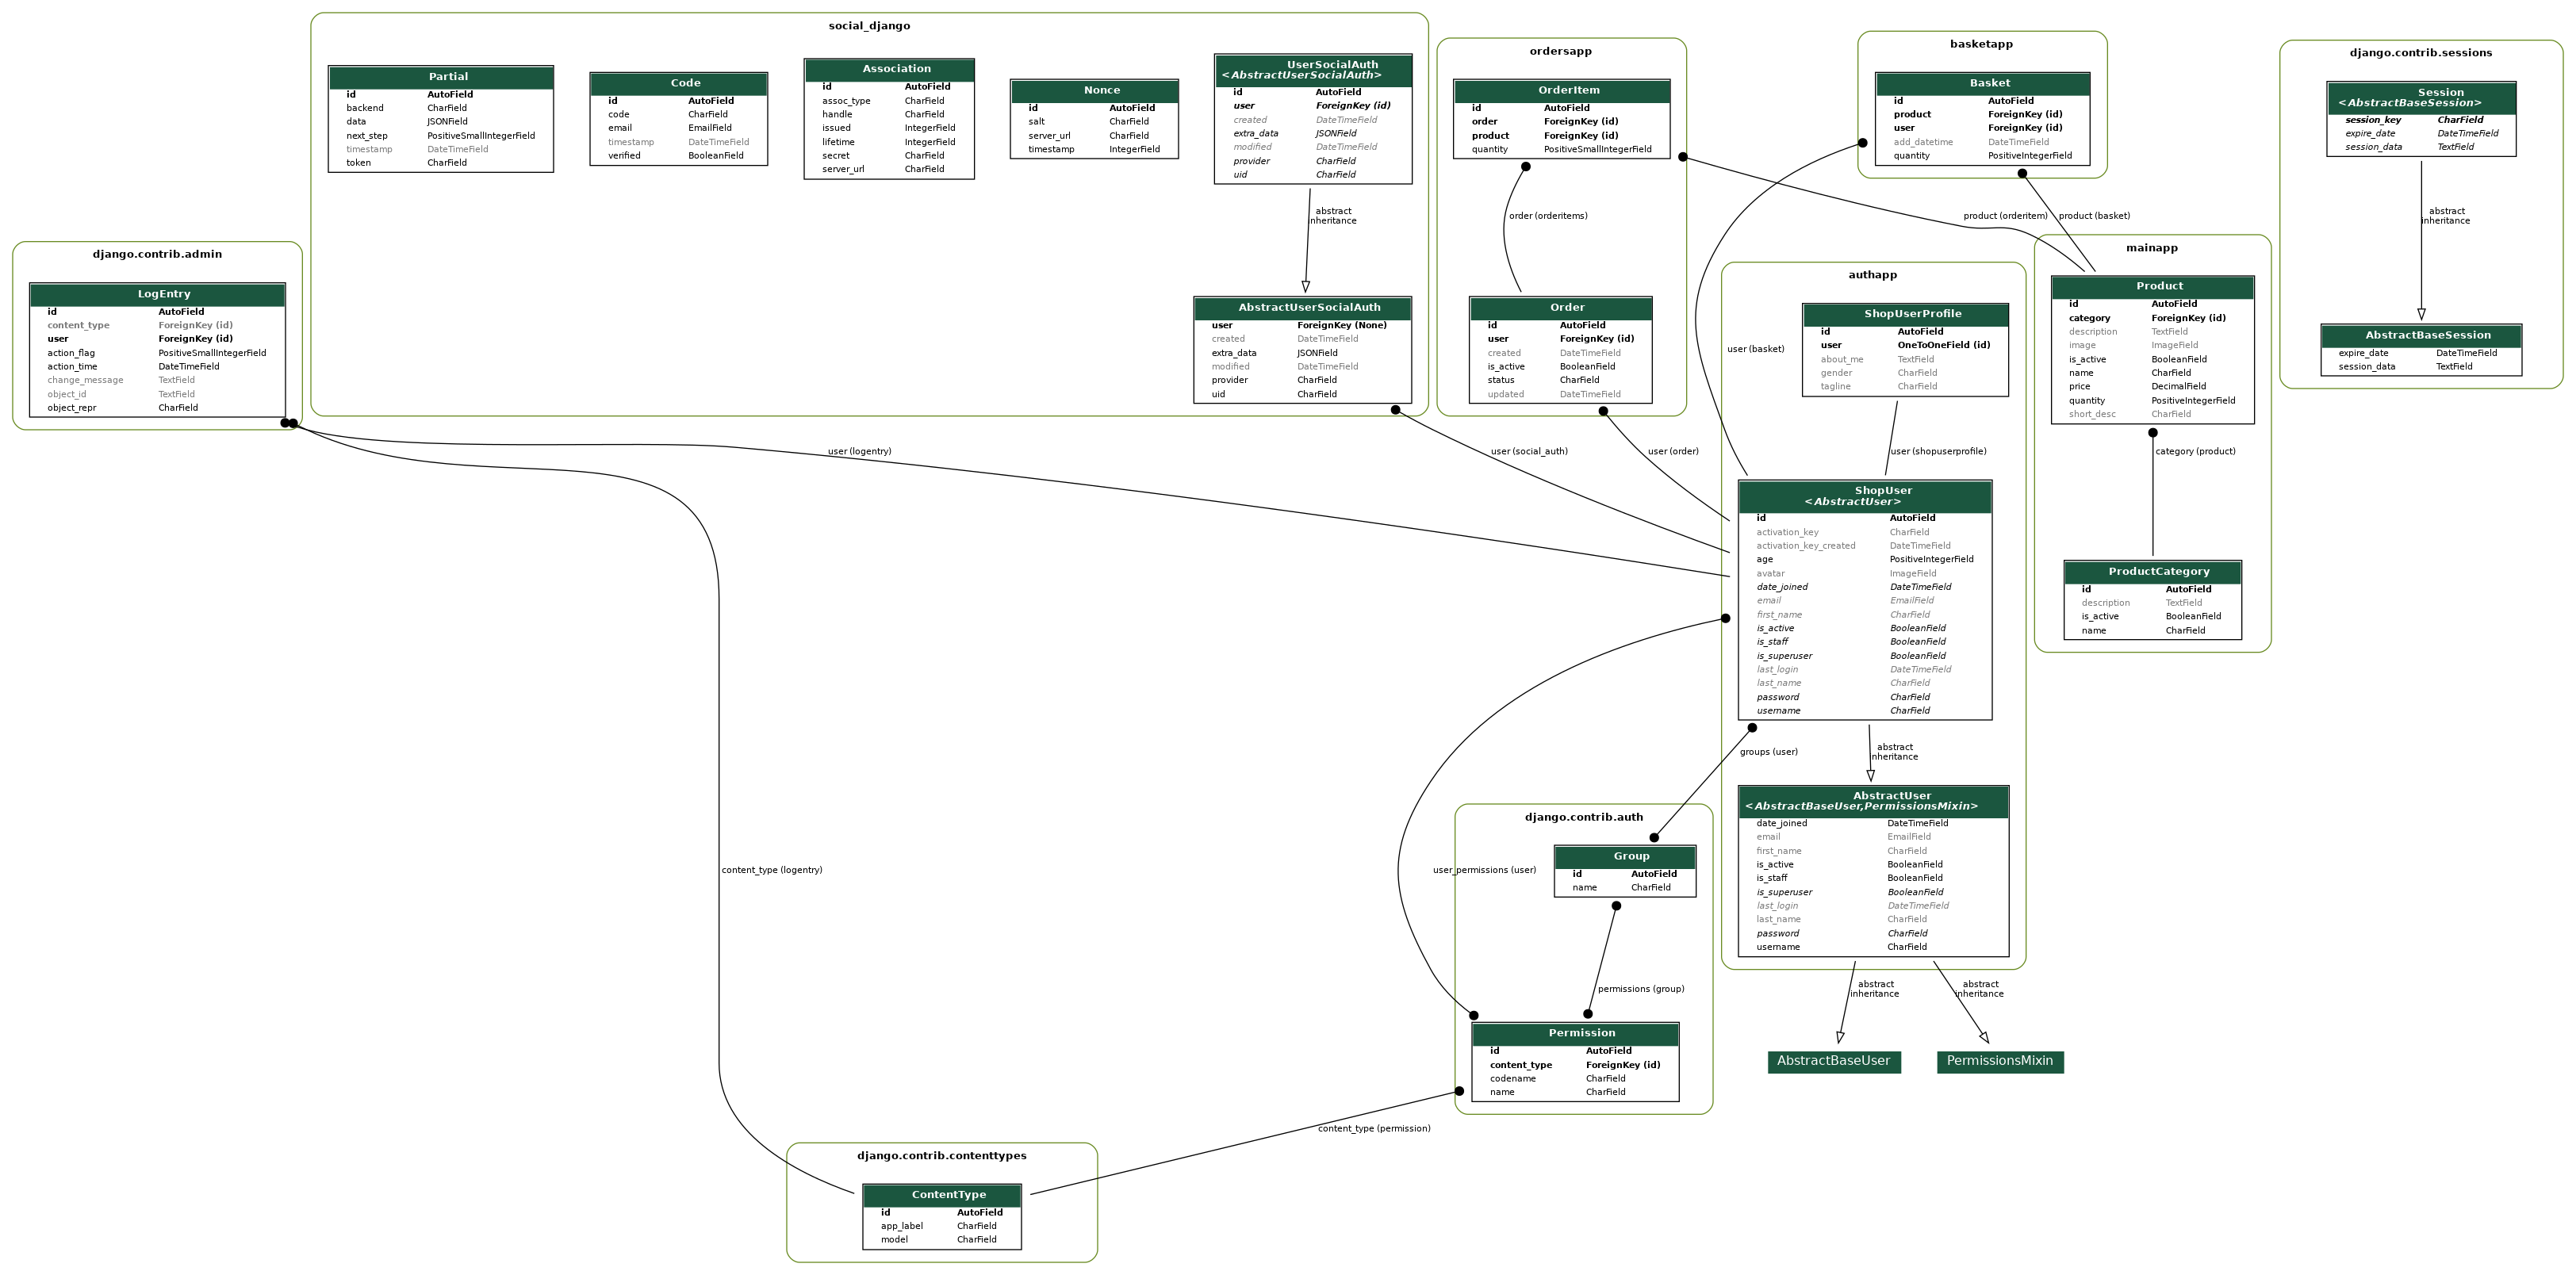 social_django
Partial
id AutoField
backend CharField
data JSONField
next_step PositiveSmallIntegerField
timestamp DateTimeField
token CharField
Code
id AutoField
code CharField
email EmailField
timestamp DateTimeField
verified BooleanField
Association
id AutoField
assoc_type CharField
handle CharField
issued IntegerField
lifetime IntegerField
secret CharField
server_url CharField
Nonce
id AutoField
salt CharField
server_url CharField
timestamp IntegerField
UserSocialAuth
<AbstractUserSocialAuth>
id AutoField
user ForeignKey (id)
created DateTimeField
extra_data JSONField
modified DateTimeField
provider CharField
uid CharField
abstract
inheritance
AbstractUserSocialAuth
user ForeignKey (None)
created DateTimeField
extra_data JSONField
modified DateTimeField
provider CharField
uid CharField
ordersapp
OrderItem
id AutoField
order ForeignKey (id)
product ForeignKey (id)
quantity PositiveSmallIntegerField
order (orderitems)
Order
id AutoField
user ForeignKey (id)
created DateTimeField
is_active BooleanField
status CharField
updated DateTimeField
basketapp
Basket
id AutoField
product ForeignKey (id)
user ForeignKey (id)
add_datetime DateTimeField
quantity PositiveIntegerField
product (orderitem)
product (basket)
django.contrib.sessions
Session
<AbstractBaseSession>
session_key CharField
expire_date DateTimeField
session_data TextField
abstract
inheritance
AbstractBaseSession
expire_date DateTimeField
session_data TextField
django.contrib.admin
LogEntry
id AutoField
content_type ForeignKey (id)
user ForeignKey (id)
action_flag PositiveSmallIntegerField
action_time DateTimeField
change_message TextField
object_id TextField
object_repr CharField
mainapp
Product
id AutoField
category ForeignKey (id)
description TextField
image ImageField
is_active BooleanField
name CharField
price DecimalField
quantity PositiveIntegerField
short_desc CharField
category (product)
ProductCategory
id AutoField
description TextField
is_active BooleanField
name CharField
authapp
ShopUserProfile
id AutoField
user OneToOneField (id)
about_me TextField
gender CharField
tagline CharField
user (basket)
user (logentry)
user (social_auth)
user (order)
user (shopuserprofile)
ShopUser
<AbstractUser>
id AutoField
activation_key CharField
activation_key_created DateTimeField
age PositiveIntegerField
avatar ImageField
date_joined DateTimeField
email EmailField
first_name CharField
is_active BooleanField
is_staff BooleanField
is_superuser BooleanField
last_login DateTimeField
last_name CharField
password CharField
username CharField
groups (user)
abstract
inheritance
AbstractUser
<AbstractBaseUser,PermissionsMixin>
date_joined DateTimeField
email EmailField
first_name CharField
is_active BooleanField
is_staff BooleanField
is_superuser BooleanField
last_login DateTimeField
last_name CharField
password CharField
username CharField
abstract
inheritance
abstract
inheritance
AbstractBaseUser
PermissionsMixin
django.contrib.auth
Group
id AutoField
name CharField
user_permissions (user)
permissions (group)
Permission
id AutoField
content_type ForeignKey (id)
codename CharField
name CharField
content_type (logentry)
content_type (permission)
django.contrib.contenttypes
ContentType
id AutoField
app_label CharField
model CharField